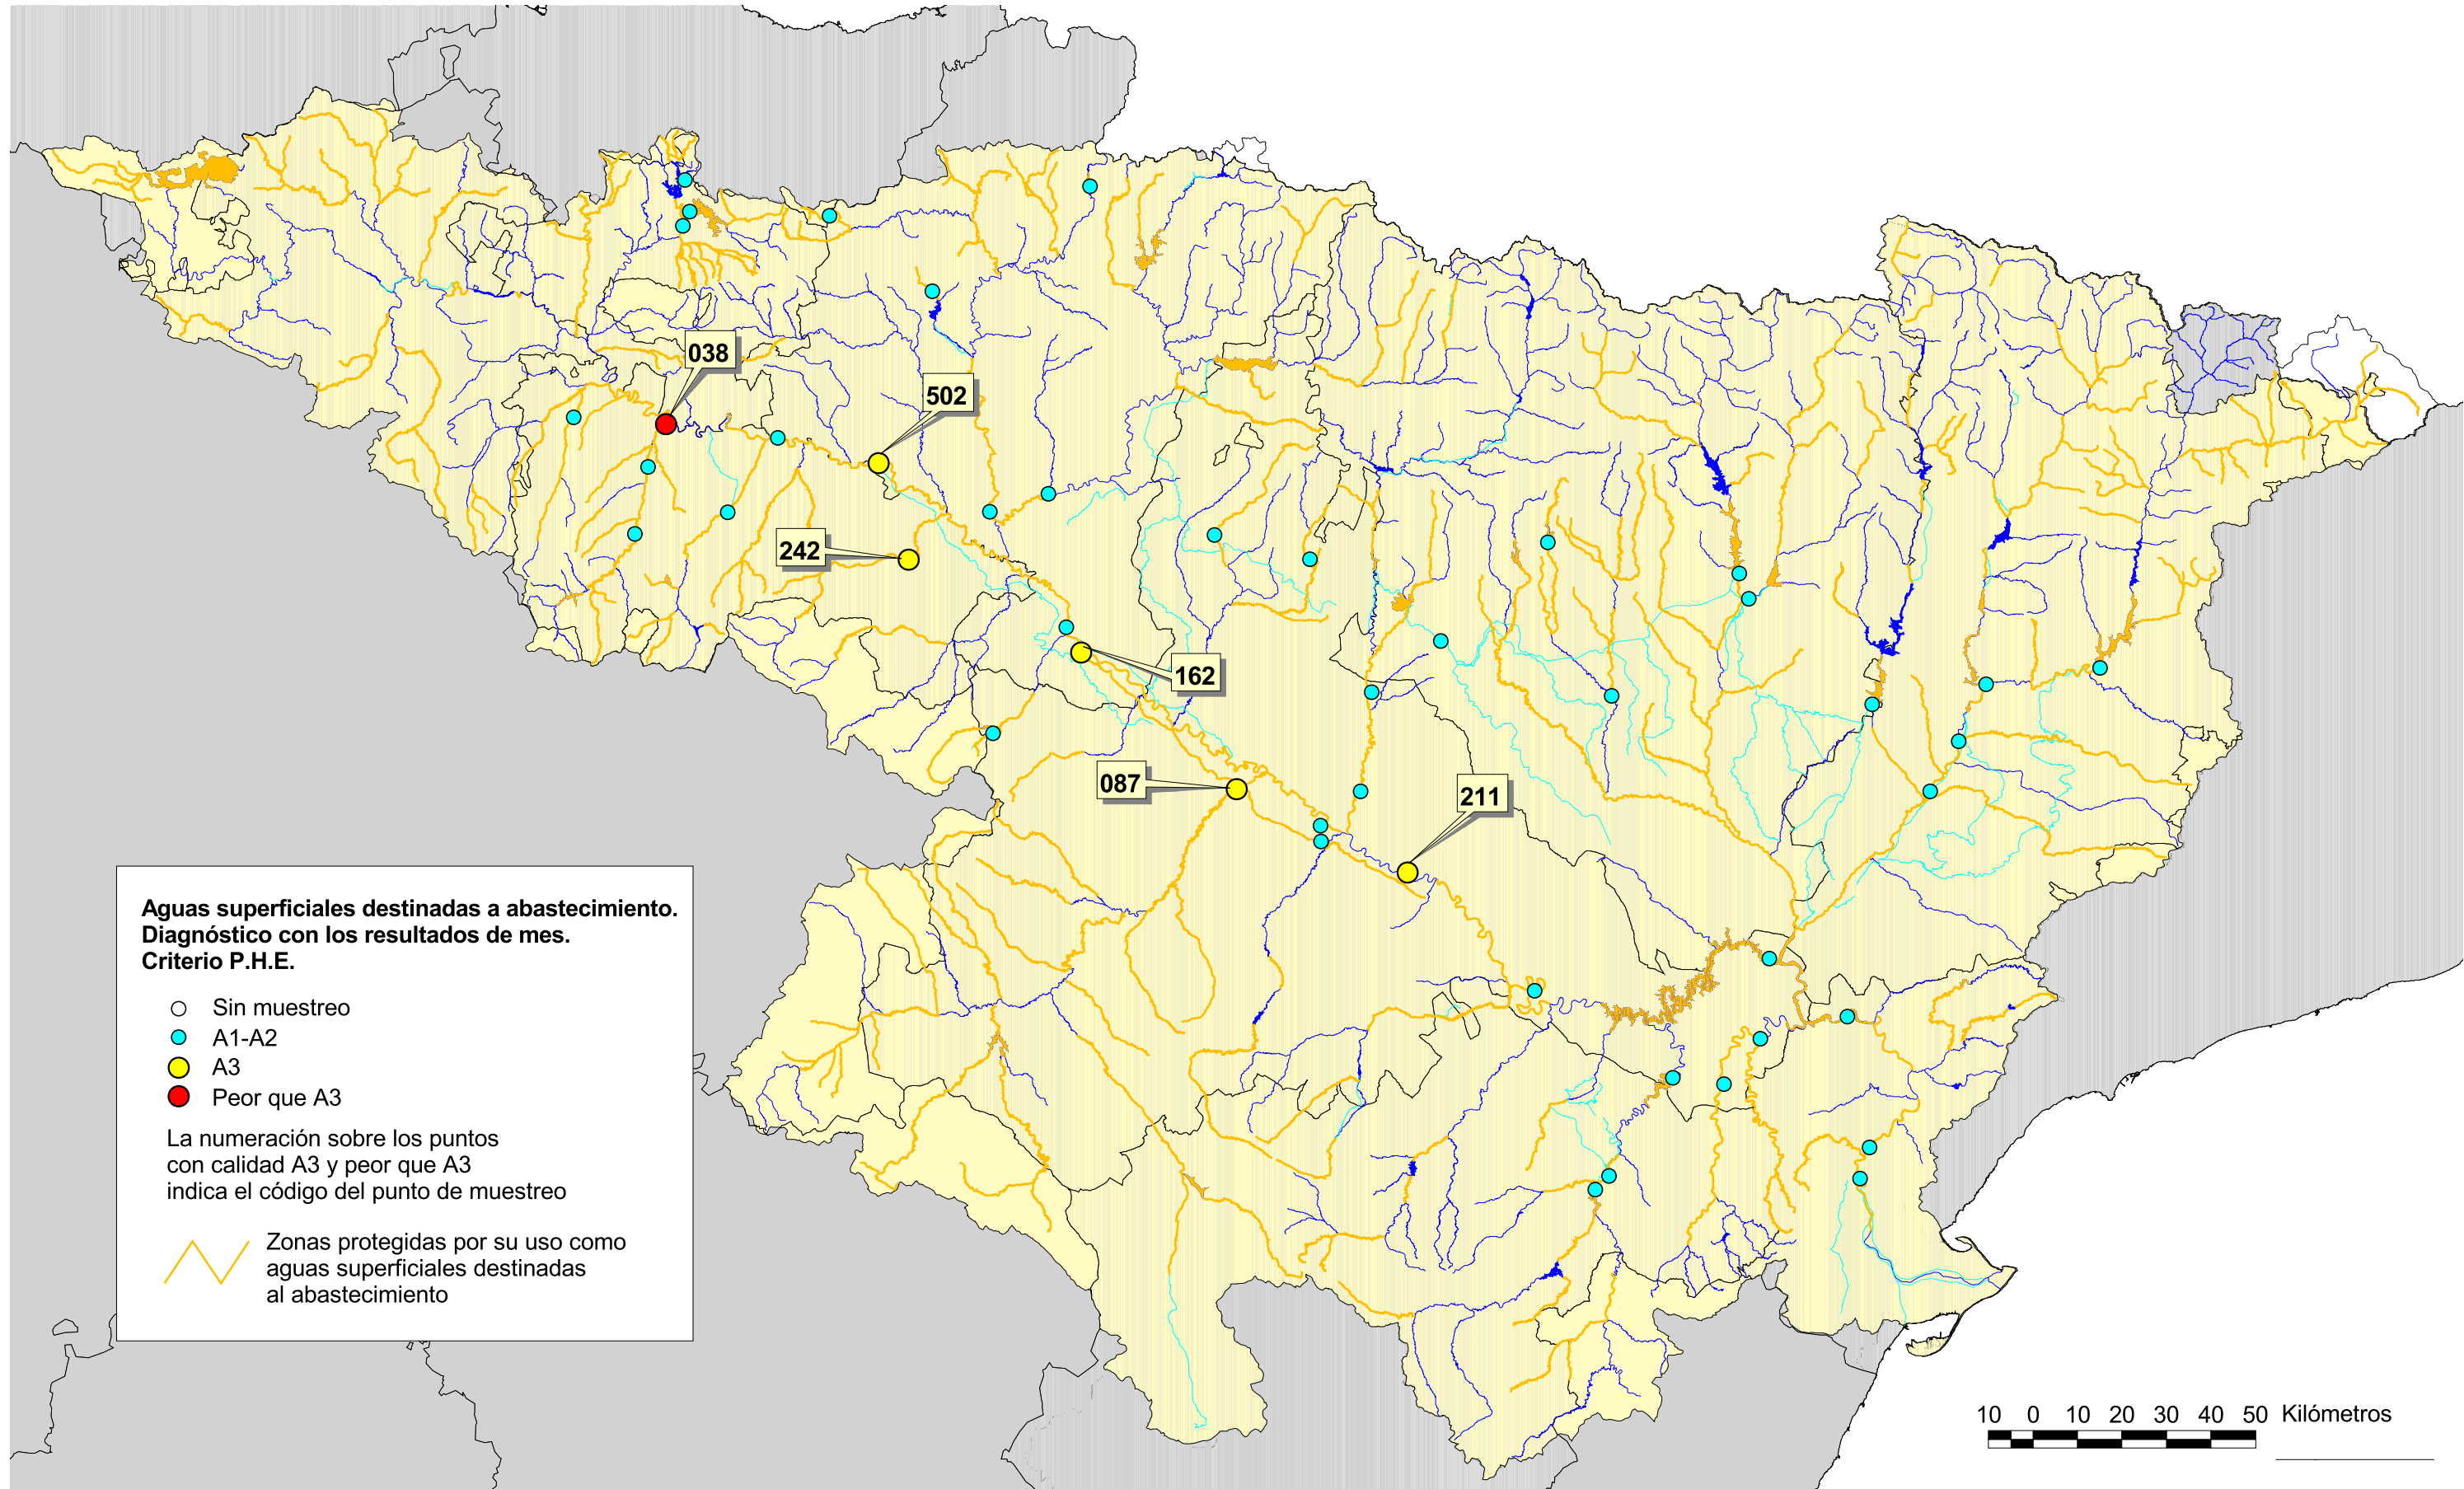 038
502
242
162
087
211
Aguas superficiales destinadas a abastecimiento.
Diagnóstico con los resultados de mes.
Criterio P.H.E.
Sin muestreo
A1-A2
A3
Peor que A3
La numeración sobre los puntos
con calidad A3 y peor que A3
indica el código del punto de muestreo
Zonas protegidas por su uso como
aguas superficiales destinadas
al abastecimiento
10 0 10 20 30 40 50 Kilómetros